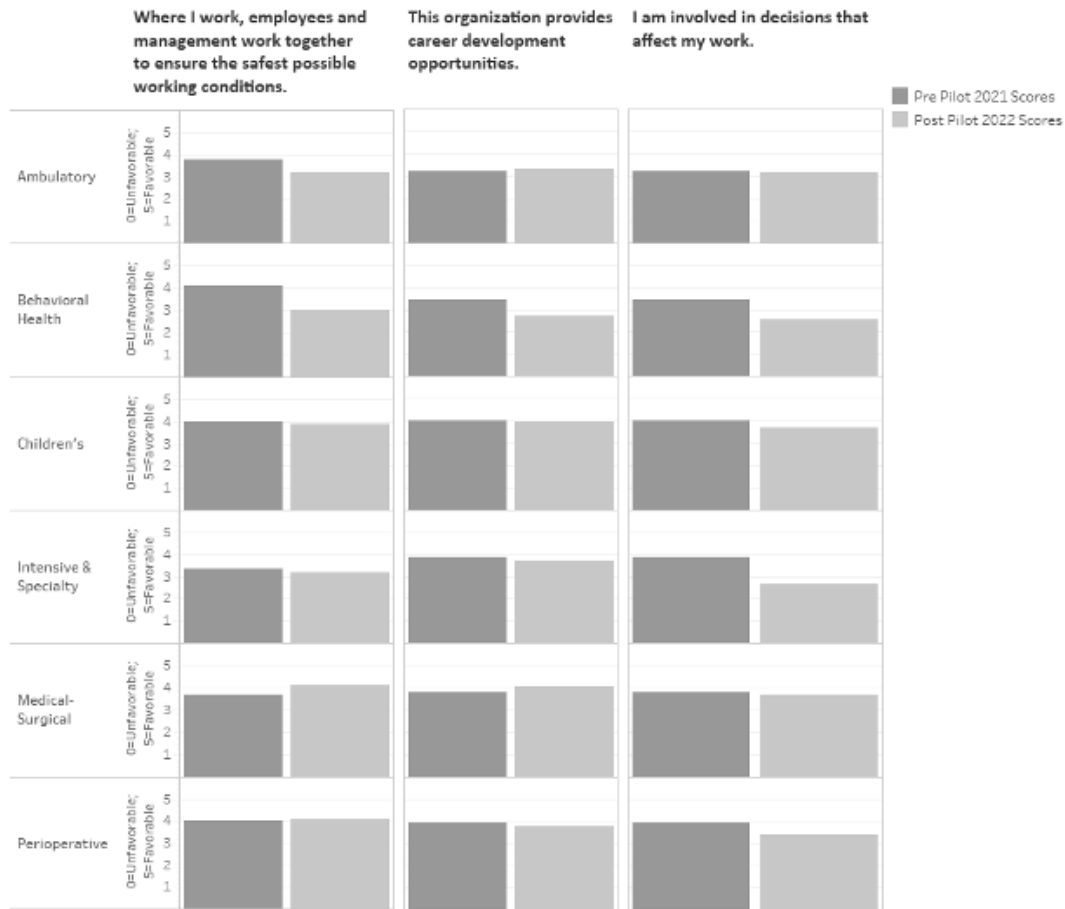 Where I work, employees and
management work together
to ensure the safest possible
working conditions.
This organization provides
career development
opportunities.
I am involved in decisions that
affect my work.
Pre Pilot 2021 Scores
Post Pilot 2022 Scores
Ambulatory
0=Unfavorable;
5=Favorable
5
4
3
2
1
Behavioral
Health
0=Unfavorable;
5=Favorable
5
4
3
2
1
Children's
0=Unfavorable;
5=Favorable
5
4
3
2
1
Intensive &
Specialty
0=Unfavorable;
5=Favorable
5
4
3
2
1
Medical-
Surgical
0=Unfavorable;
5=Favorable
5
4
3
2
1
Perioperative
0=Unfavorable;
5=Favorable
5
4
3
2
1